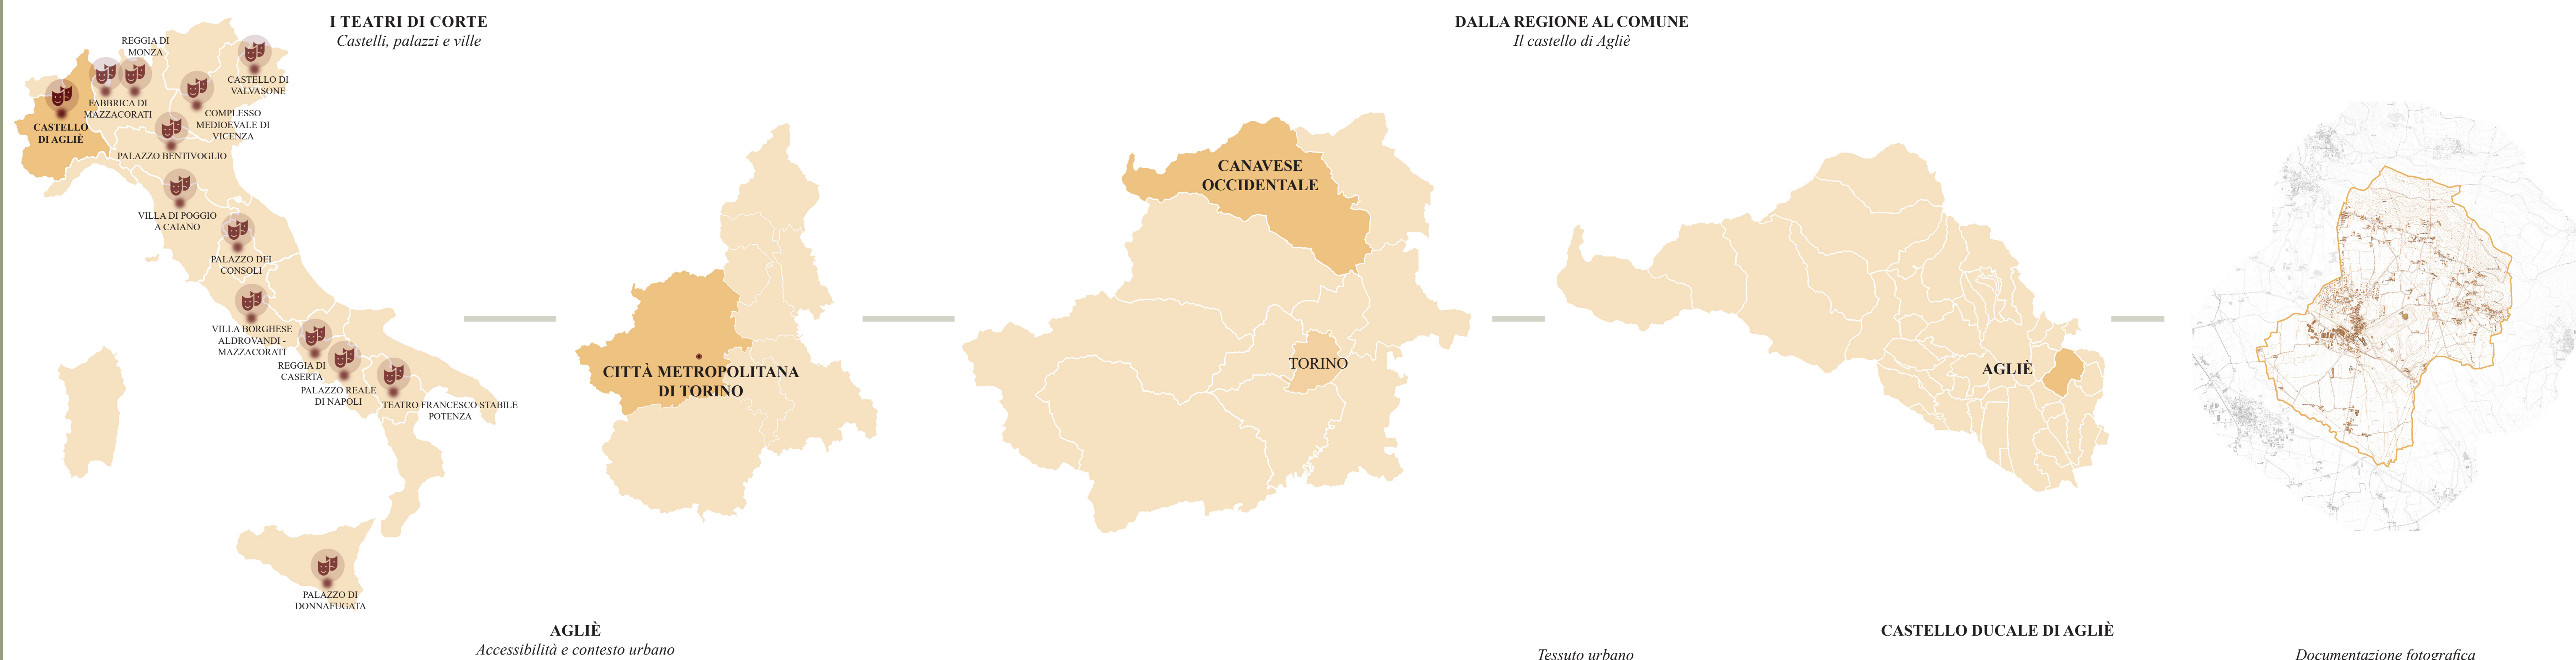 I TEATRI DI CORTE
Castelli, palazzi e ville
REGGIA DI
MONZA
CASTELLO DI
VALVASONE
FABBRICA DI
MAZZACORATI
COMPLESSO
MEDIOEVALE DI
VICENZA
CASTELLO
DI AGLIÈ
PALAZZO BENTIVOGLIO
VILLA DI POGGIO
A CAIANO
PALAZZO DEI
CONSOLI
VILLA BORGHESE
ALDROVANDI -
MAZZACORATI
REGGIA DI
CASERTA
PALAZZO REALE
DI NAPOLI
TEATRO FRANCESCO STABILE
POTENZA
PALAZZO DI
DONNAFUGATA
DALLA REGIONE AL COMUNE
Il castello di Agliè
CITTÀ METROPOLITANA
DI TORINO
CANAVESE
OCCIDENTALE
TORINO
AGLIÈ
AGLIÈ
Accessibilità e contesto urbano
Tessuto urbano
CASTELLO DUCALE DI AGLIÈ
Documentazione fotografica